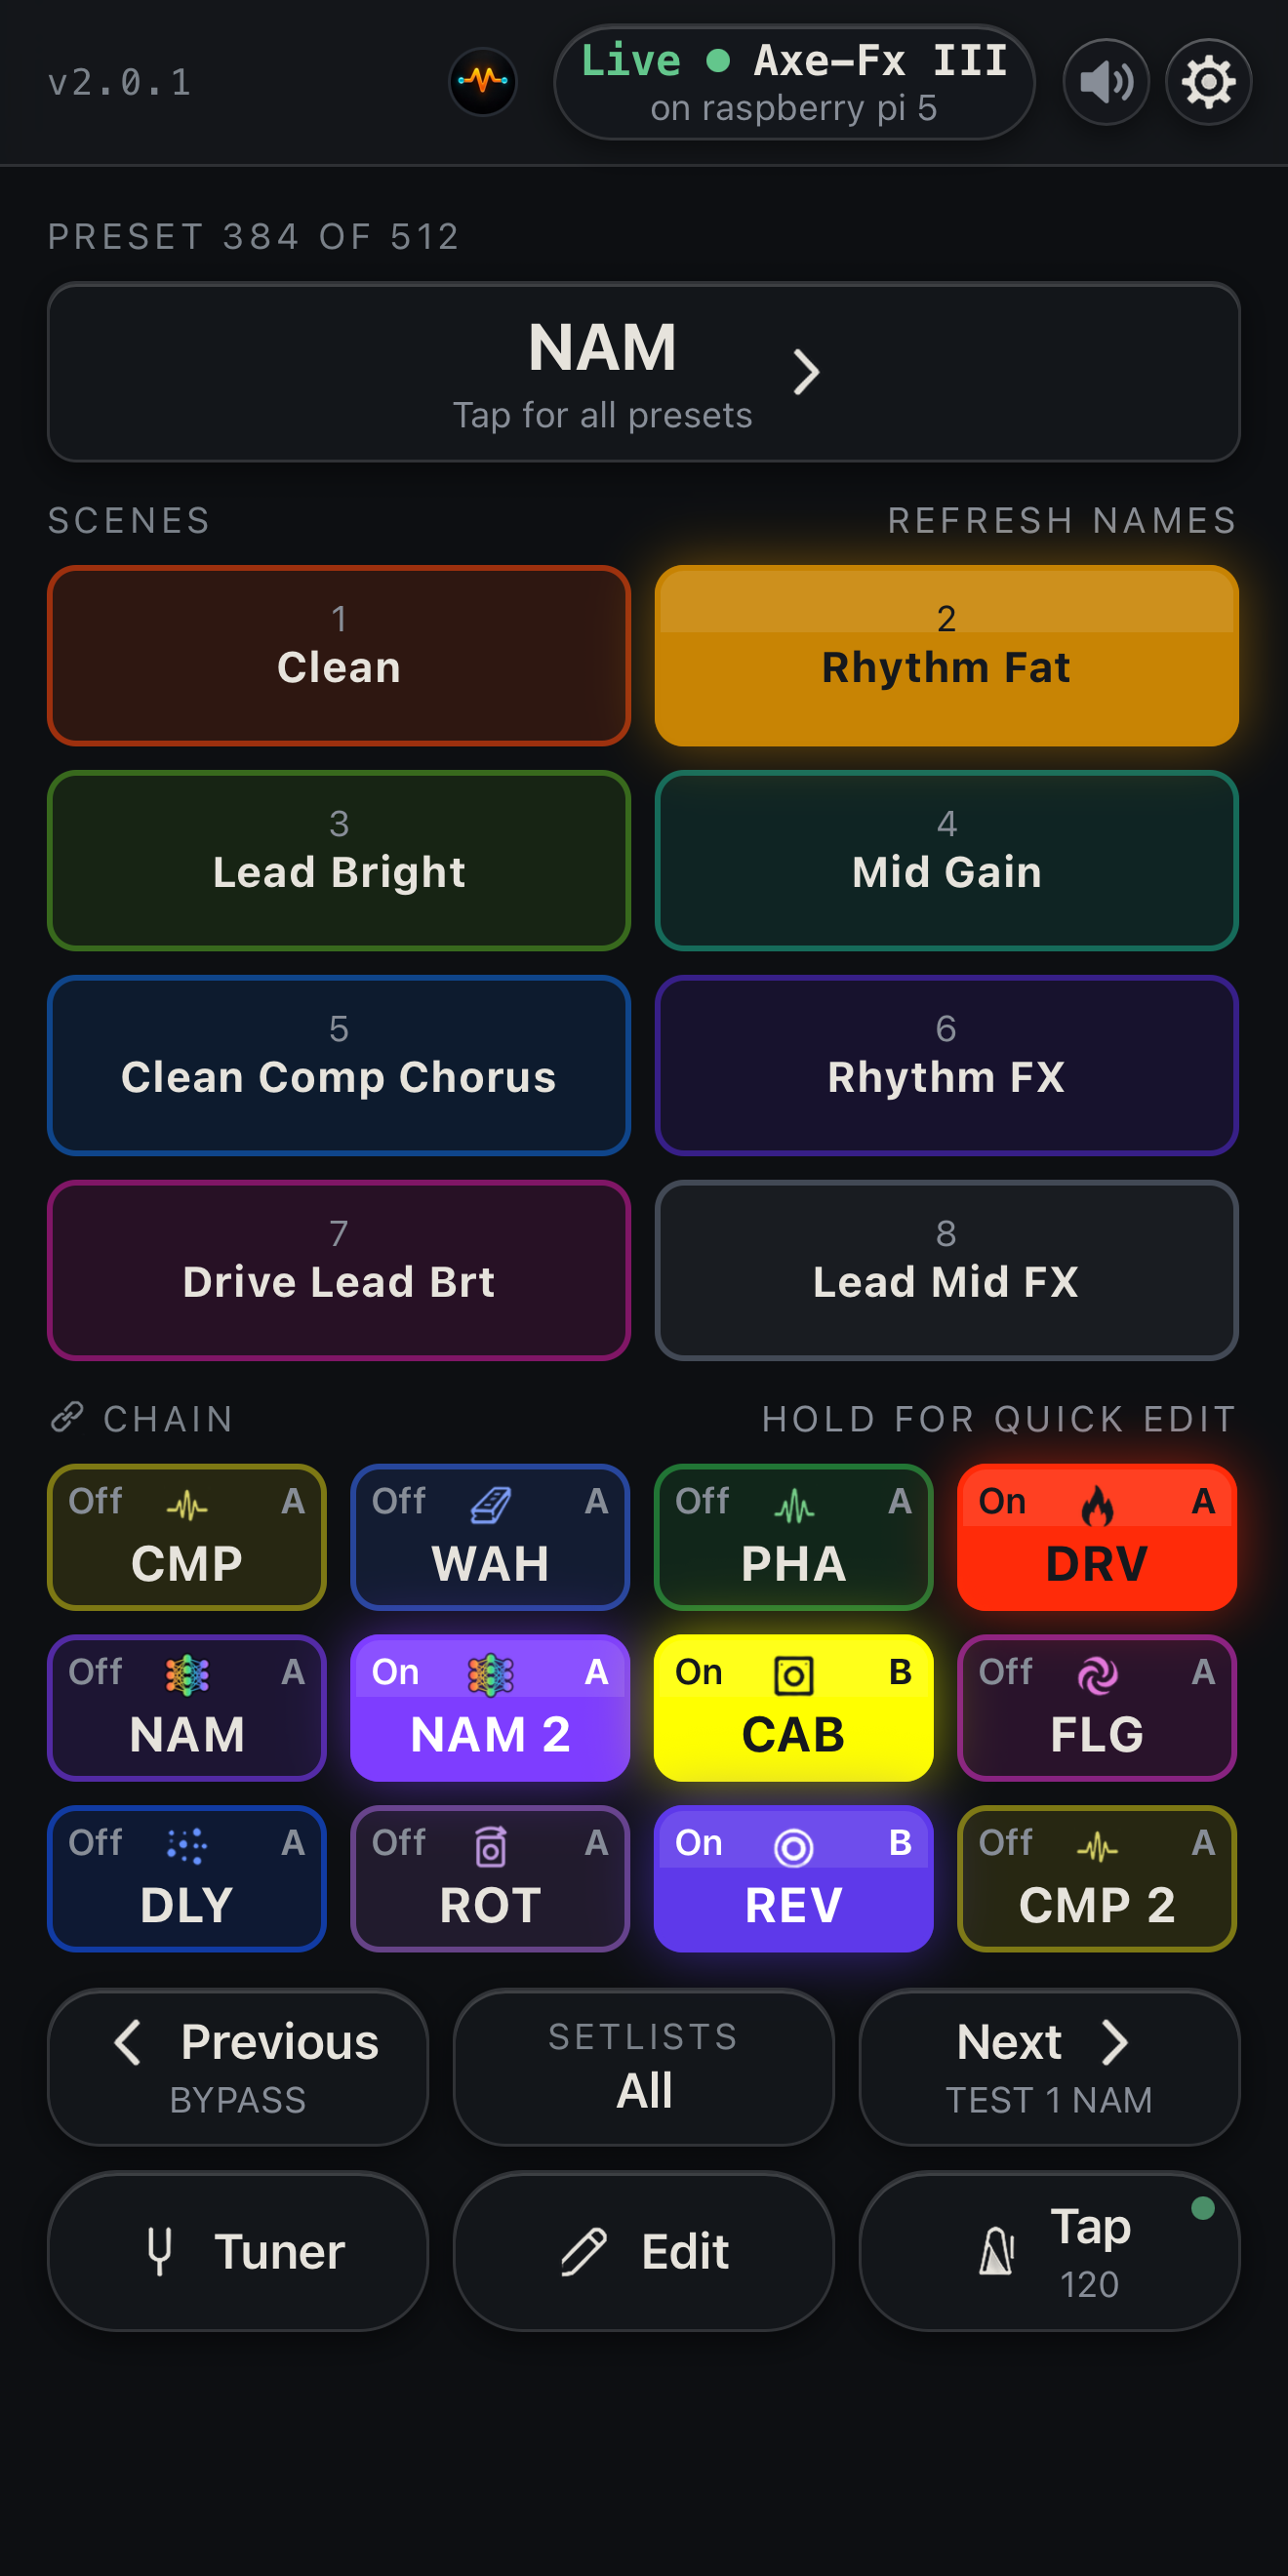 v2.0.1
Live ● Axe-Fx III
on raspberry pi 5
PRESET 384 OF 512
NAM
Tap for all presets
SCENES
REFRESH NAMES
1
Clean
2
Rhythm Fat
3
Lead Bright
4
Mid Gain
5
Clean Comp Chorus
6
Rhythm FX
7
Drive Lead Brt
8
Lead Mid FX
CHAIN
HOLD FOR QUICK EDIT
Off A
CMP
Off A
WAH
Off A
PHA
On A
DRV
Off A
NAM
On A
NAM 2
On B
CAB
Off A
FLG
Off A
DLY
Off A
ROT
On B
REV
Off A
CMP 2
Previous
BYPASS
SETLISTS
All
Next
TEST 1 NAM
Tuner
Edit
Tap
120